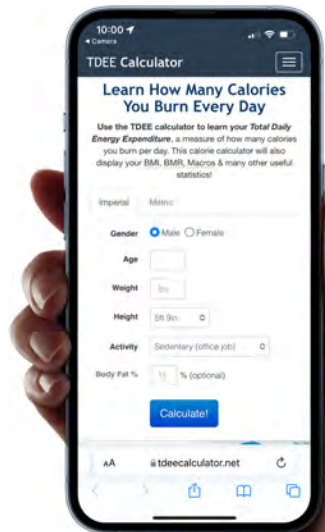 10:00
Camera
TDEE Calculator
Learn How Many Calories
You Burn Every Day
Use the TDEE calculator to learn your Total Daily
Energy Expenditure, a measure of how many calories
you burn per day. This calorie calculator will also
display your BMI, BMR, Macros & many other useful
statistics!
Imperial Metric
Gender Male Female
Age
Weight lbs
Height 5ft 9in
Activity Sedentary (office job)
Body Fat % 15 % (optional)
Calculate!
AA tdeecalculator.net